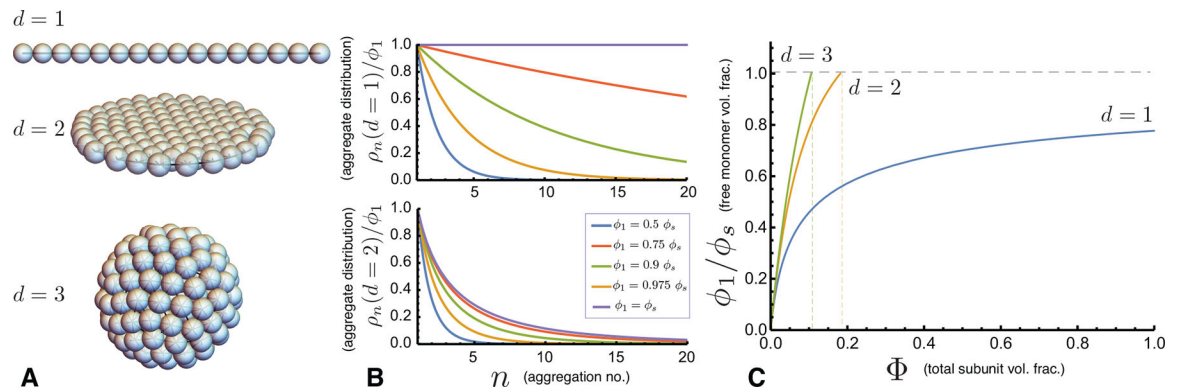 d = 1
d = 2
d = 3
A
(aggregate distribution)
ρₙ(d = 1)/ϕ₁
1.0
0.8
0.6
0.4
0.2
0.0
5
10
15
20
(aggregate distribution)
ρₙ(d = 2)/ϕ₁
1.0
0.8
0.6
0.4
0.2
0.0
5
10
15
20
ϕ₁ = 0.5 ϕₛ
ϕ₁ = 0.75 ϕₛ
ϕ₁ = 0.9 ϕₛ
ϕ₁ = 0.975 ϕₛ
ϕ₁ = ϕₛ
B
n (aggregation no.)
ϕ₁/ϕₛ (free monomer vol. frac.)
d = 3
d = 2
d = 1
1.0
0.8
0.6
0.4
0.2
0.0
0.0
0.2
0.4
0.6
0.8
1.0
C
Φ (total subunit vol. frac.)